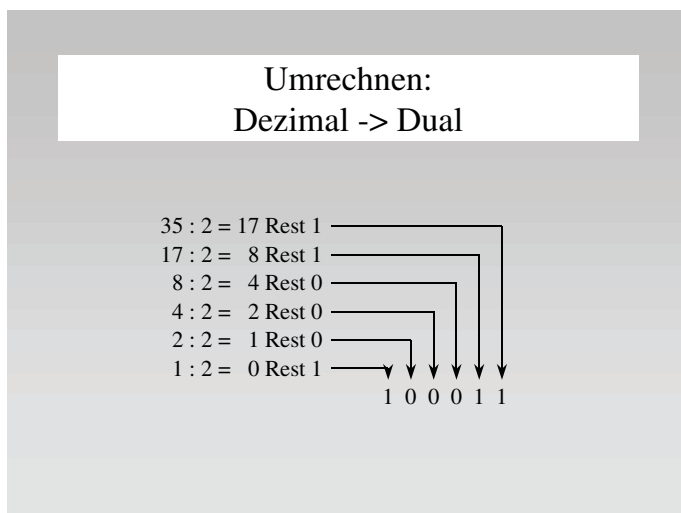 Umrechnen:
Dezimal -> Dual
35 : 2 = 17 Rest 1
17 : 2 = 8 Rest 1
8 : 2 = 4 Rest 0
4 : 2 = 2 Rest 0
2 : 2 = 1 Rest 0
1 : 2 = 0 Rest 1
1 0 0 0 1 1